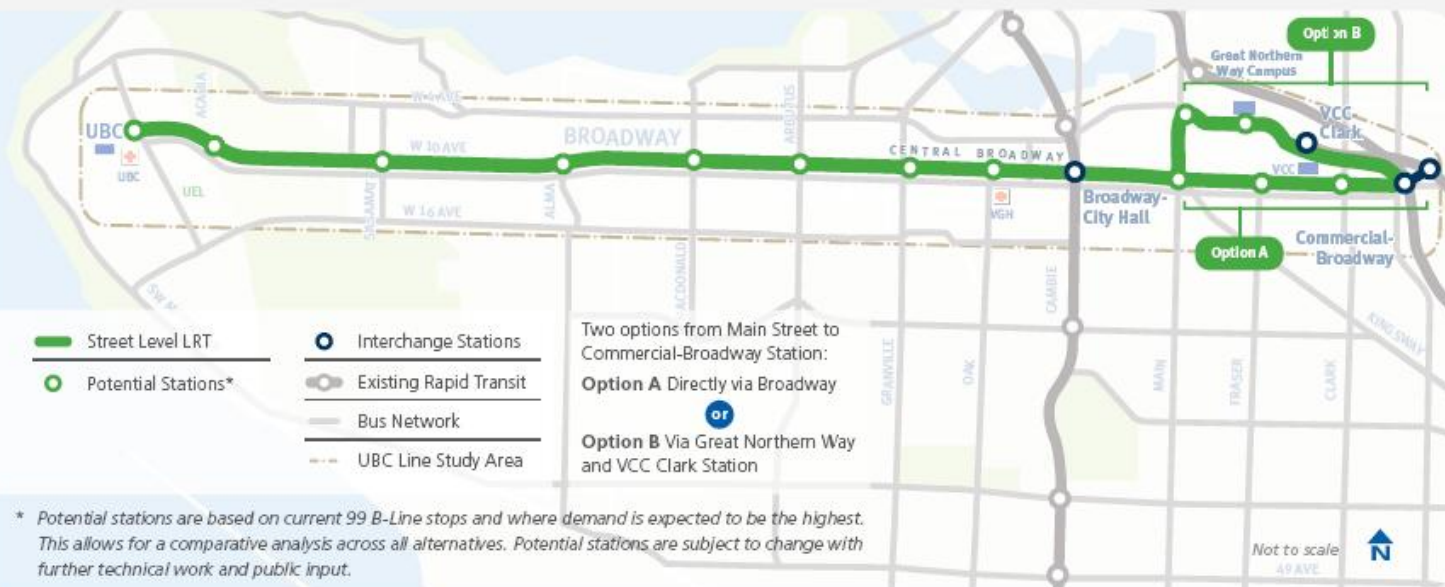 Option B
Great Northern
Way Campus
VCC
Clark
UBC
ACADIA
W 4 AVE
ARBUTUS
BROADWAY
W 10 AVE
CENTRAL BROADWAY
VCC
UBC
UEL
SASAMAT
ALMA
W 16 AVE
VGH
Broadway-
City Hall
Option A
Commercial-
Broadway
MACDONALD
CAMBIE
KINGSWAY
GRANVILLE
OAK
MAIN
FRASER
CLARK
Street Level LRT
Potential Stations*
Interchange Stations
Existing Rapid Transit
Bus Network
UBC Line Study Area
Two options from Main Street to
Commercial-Broadway Station:
Option A Directly via Broadway
or
Option B Via Great Northern Way
and VCC Clark Station
* Potential stations are based on current 99 B-Line stops and where demand is expected to be the highest.
This allows for a comparative analysis across all alternatives. Potential stations are subject to change with
further technical work and public input.
Not to scale
N
49 AVE